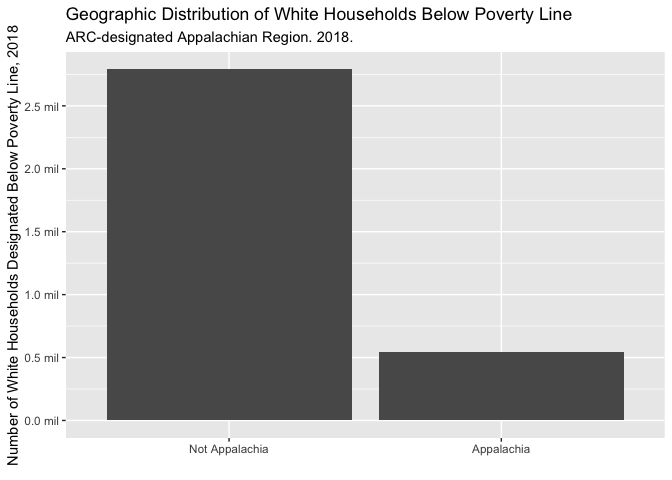 Geographic Distribution of White Households Below Poverty Line
ARC-designated Appalachian Region. 2018.
Number of White Households Designated Below Poverty Line, 2018
2.5 mil
2.0 mil
1.5 mil
1.0 mil
0.5 mil
0.0 mil
Not Appalachia
Appalachia